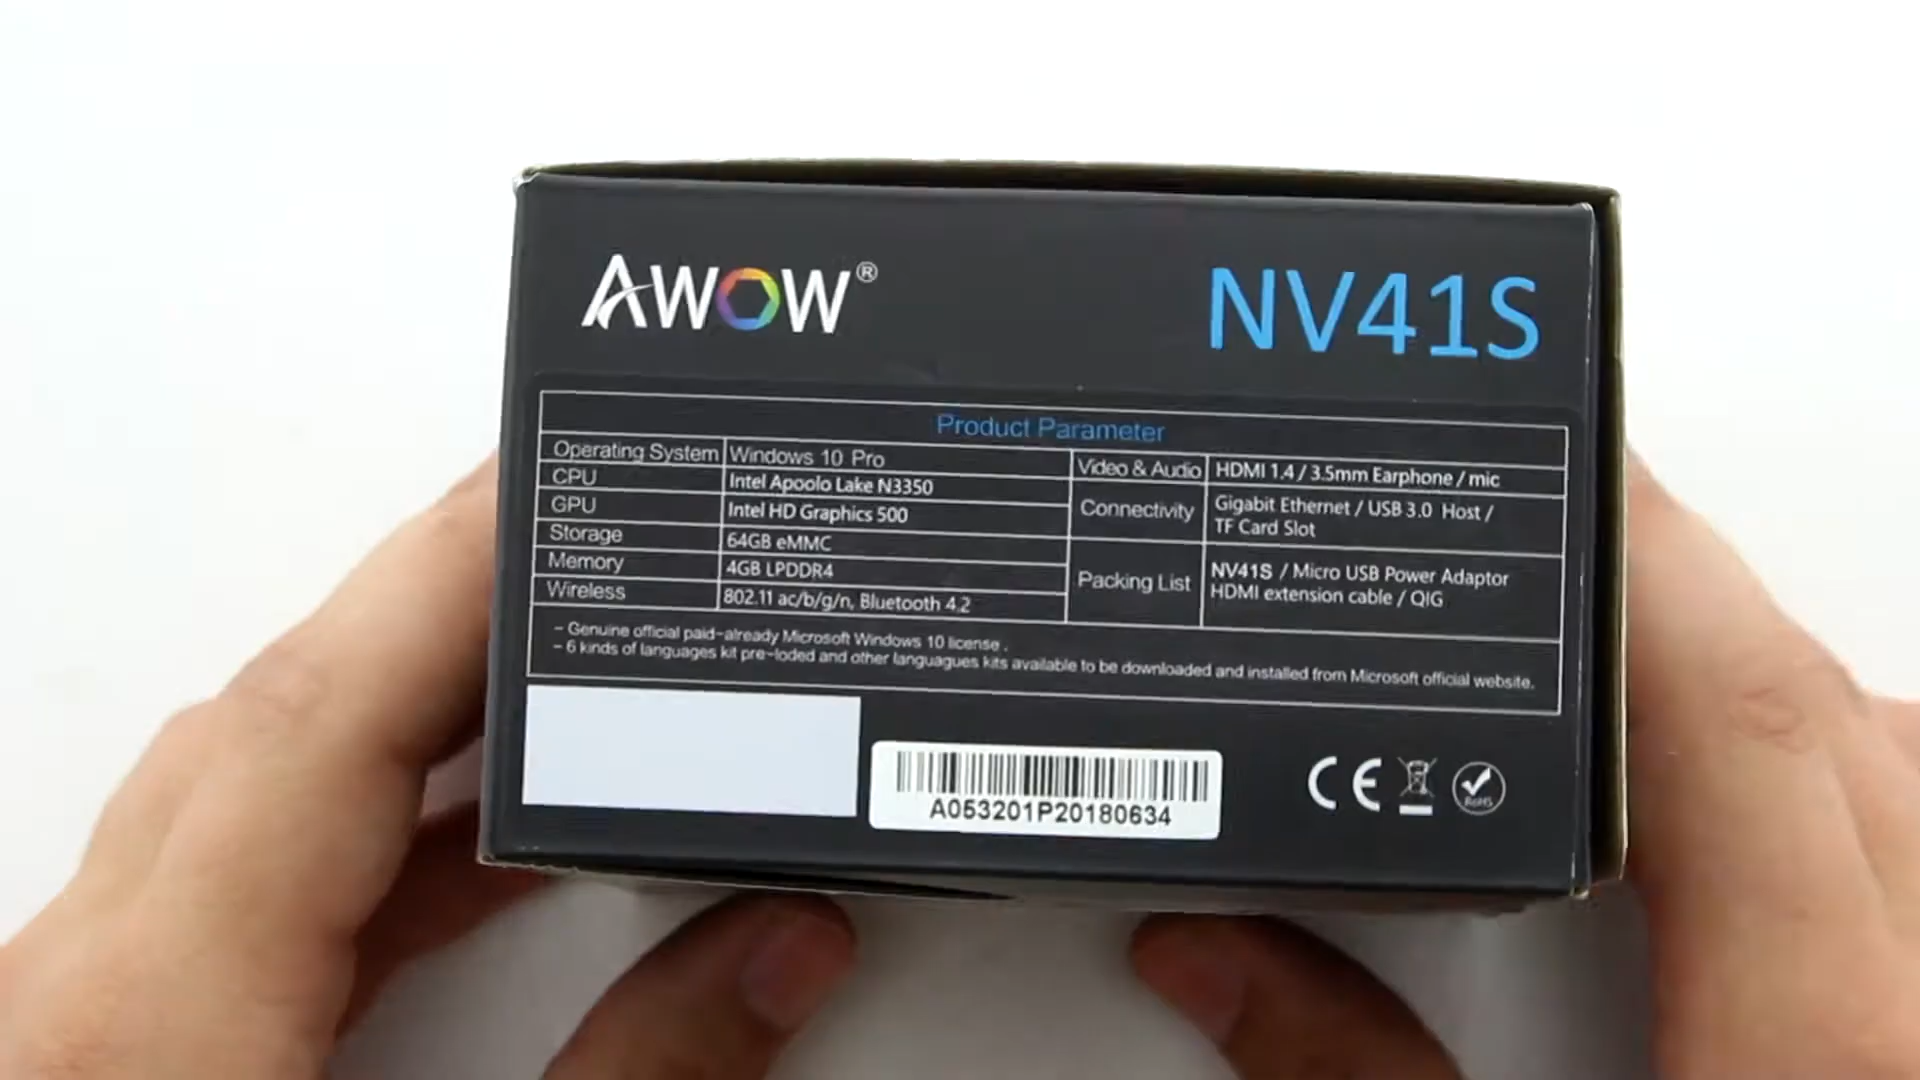 AWOW®
NV41S
Product Parameter
Operating System Windows 10 Pro
CPU Intel Apoolo Lake N3350
GPU Intel HD Graphics 500
Storage 64GB eMMC
Memory 4GB LPDDR4
Wireless 802.11 ac/b/g/n, Bluetooth 4.2
Video & Audio HDMI 1.4 / 3.5mm Earphone / mic
Connectivity Gigabit Ethernet / USB 3.0 Host /
TF Card Slot
Packing List NV41S / Micro USB Power Adaptor
HDMI extension cable / QIG
- Genuine official paid-already Microsoft Windows 10 license .
- 6 kinds of languages kit pre-loded and other languagues kits available to be downloaded and installed from Microsoft official website.
A053201P20180634
CE
RoHS